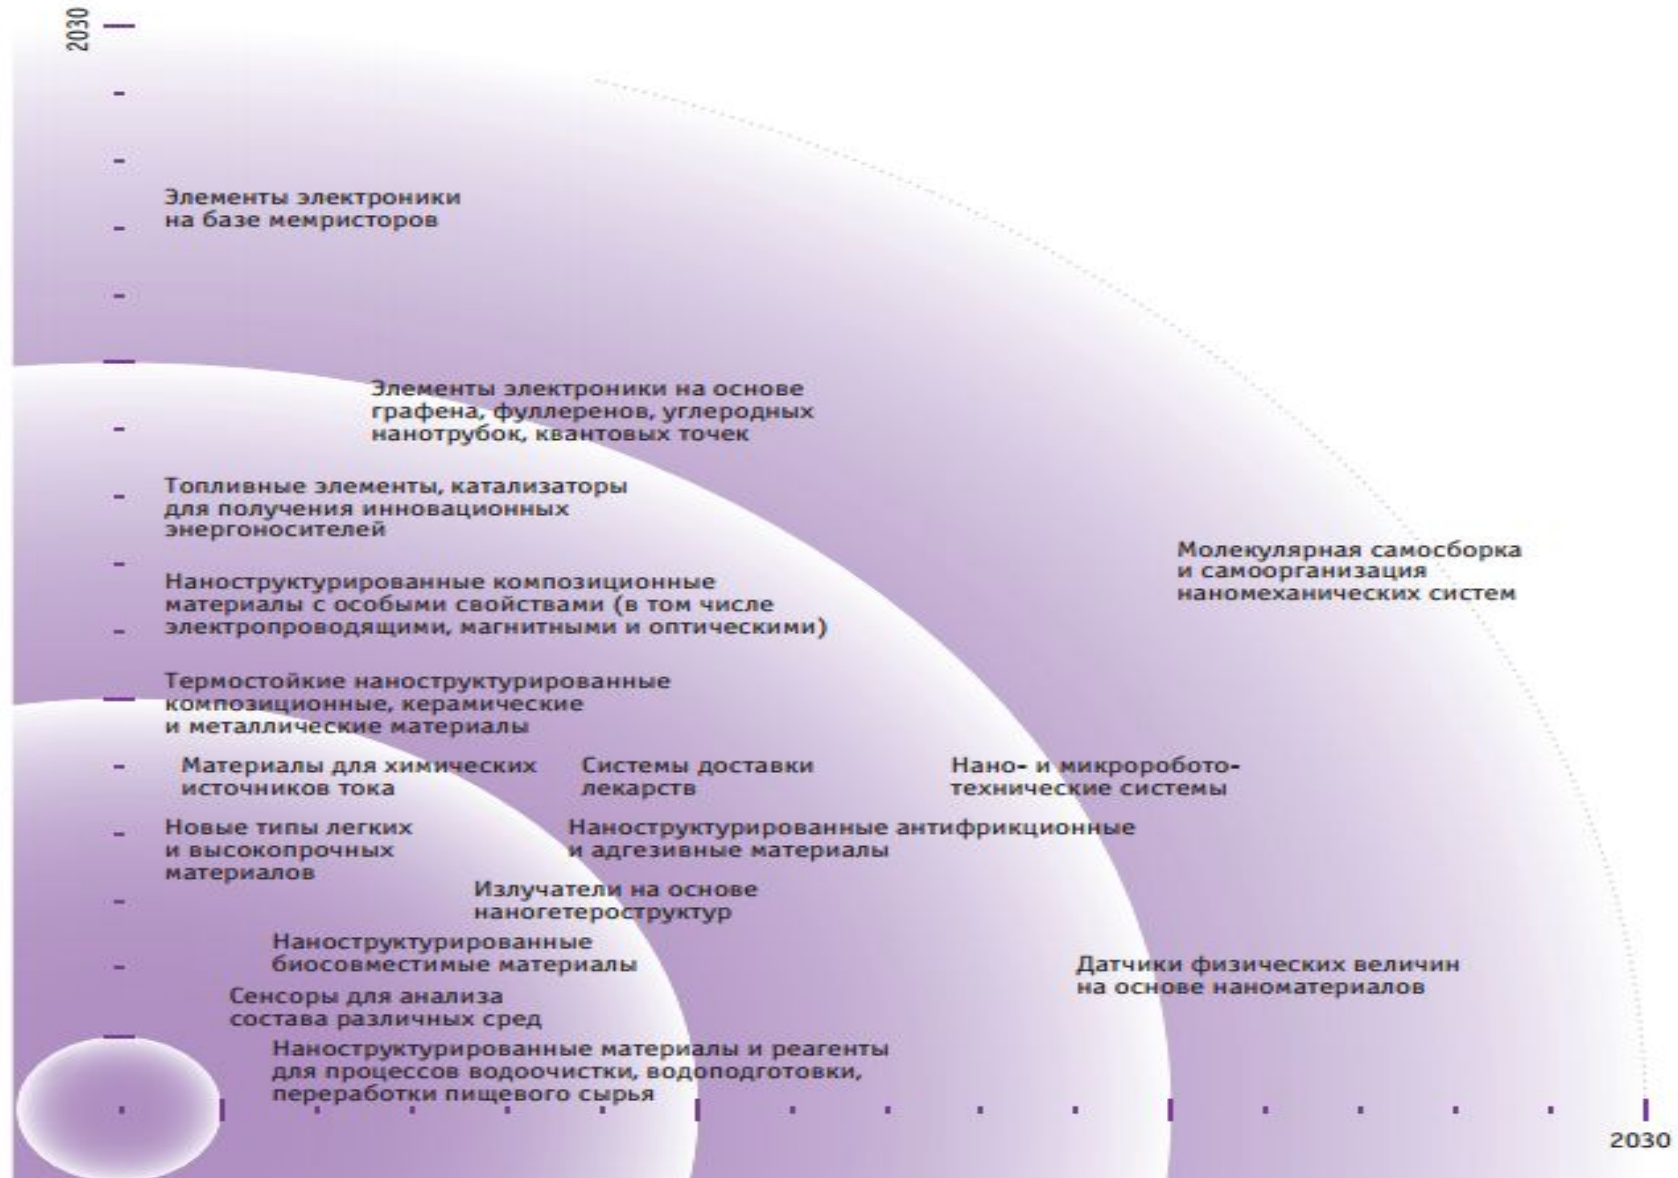 2030
Элементы электроники
на базе мемристоров
Элементы электроники на основе
графена, фуллеренов, углеродных
нанотрубок, квантовых точек
Топливные элементы, катализаторы
для получения инновационных
энергоносителей
Молекулярная самосборка
и самоорганизация
наномеханических систем
Наноструктурированные композиционные
материалы с особыми свойствами (в том числе
электропроводящими, магнитными и оптическими)
Термостойкие наноструктурированные
композиционные, керамические
и металлические материалы
Материалы для химических
источников тока
Системы доставки
лекарств
Нано- и микроробото-
технические системы
Новые типы легких
и высокопрочных
материалов
Наноструктурированные антифрикционные
и адгезивные материалы
Излучатели на основе
наногетероструктур
Наноструктурированные
биосовместимые материалы
Датчики физических величин
на основе наноматериалов
Сенсоры для анализа
состава различных сред
Наноструктурированные материалы и реагенты
для процессов водоочистки, водоподготовки,
переработки пищевого сырья
2030